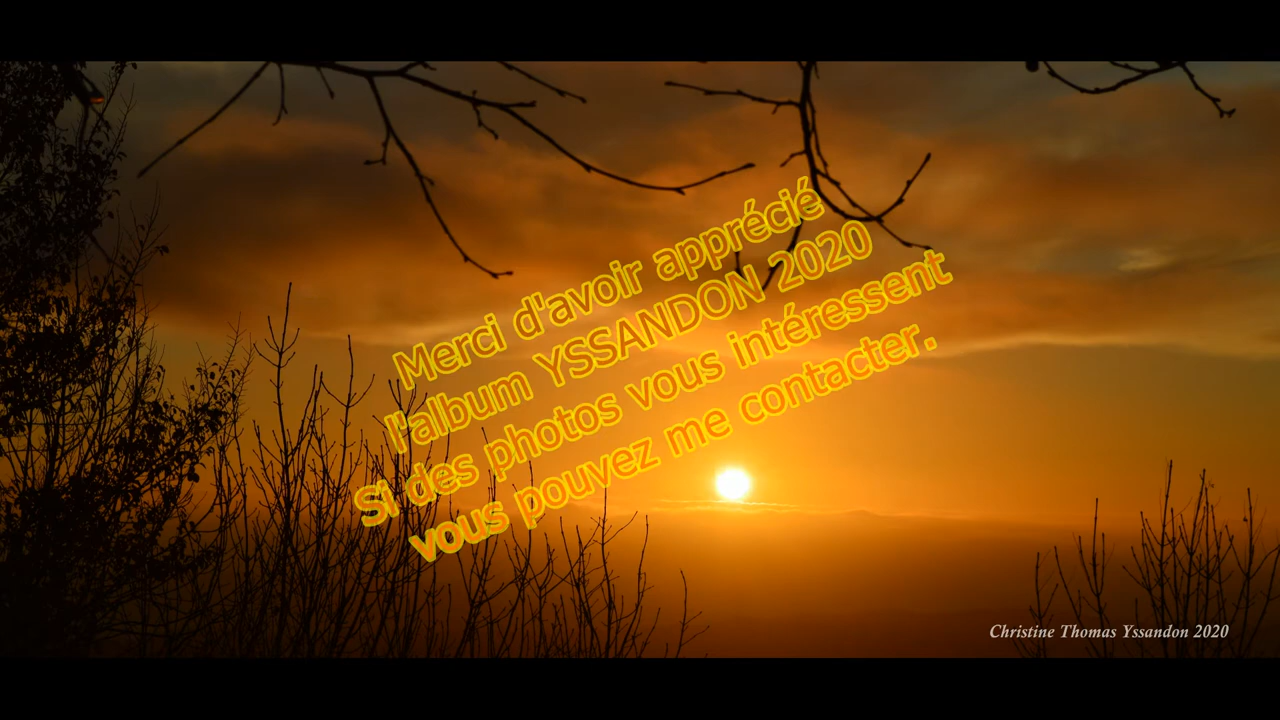 Merci d'avoir apprécié
l'album YSSANDON 2020
Si des photos vous intéressent
vous pouvez me contacter.
Christine Thomas Yssandon 2020